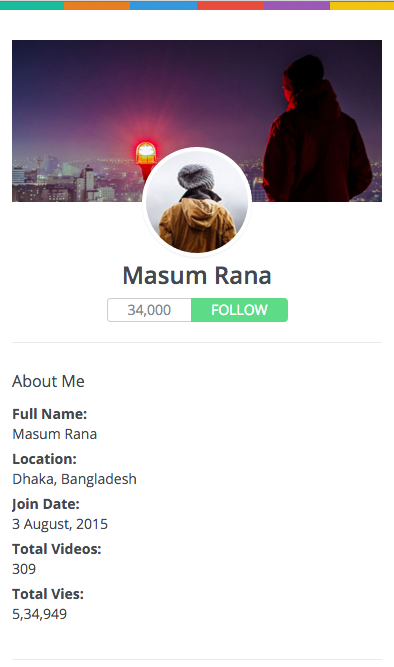 Masum Rana
34,000 FOLLOW
About Me
Full Name:
Masum Rana
Location:
Dhaka, Bangladesh
Join Date:
3 August, 2015
Total Videos:
309
Total Vies:
5,34,949